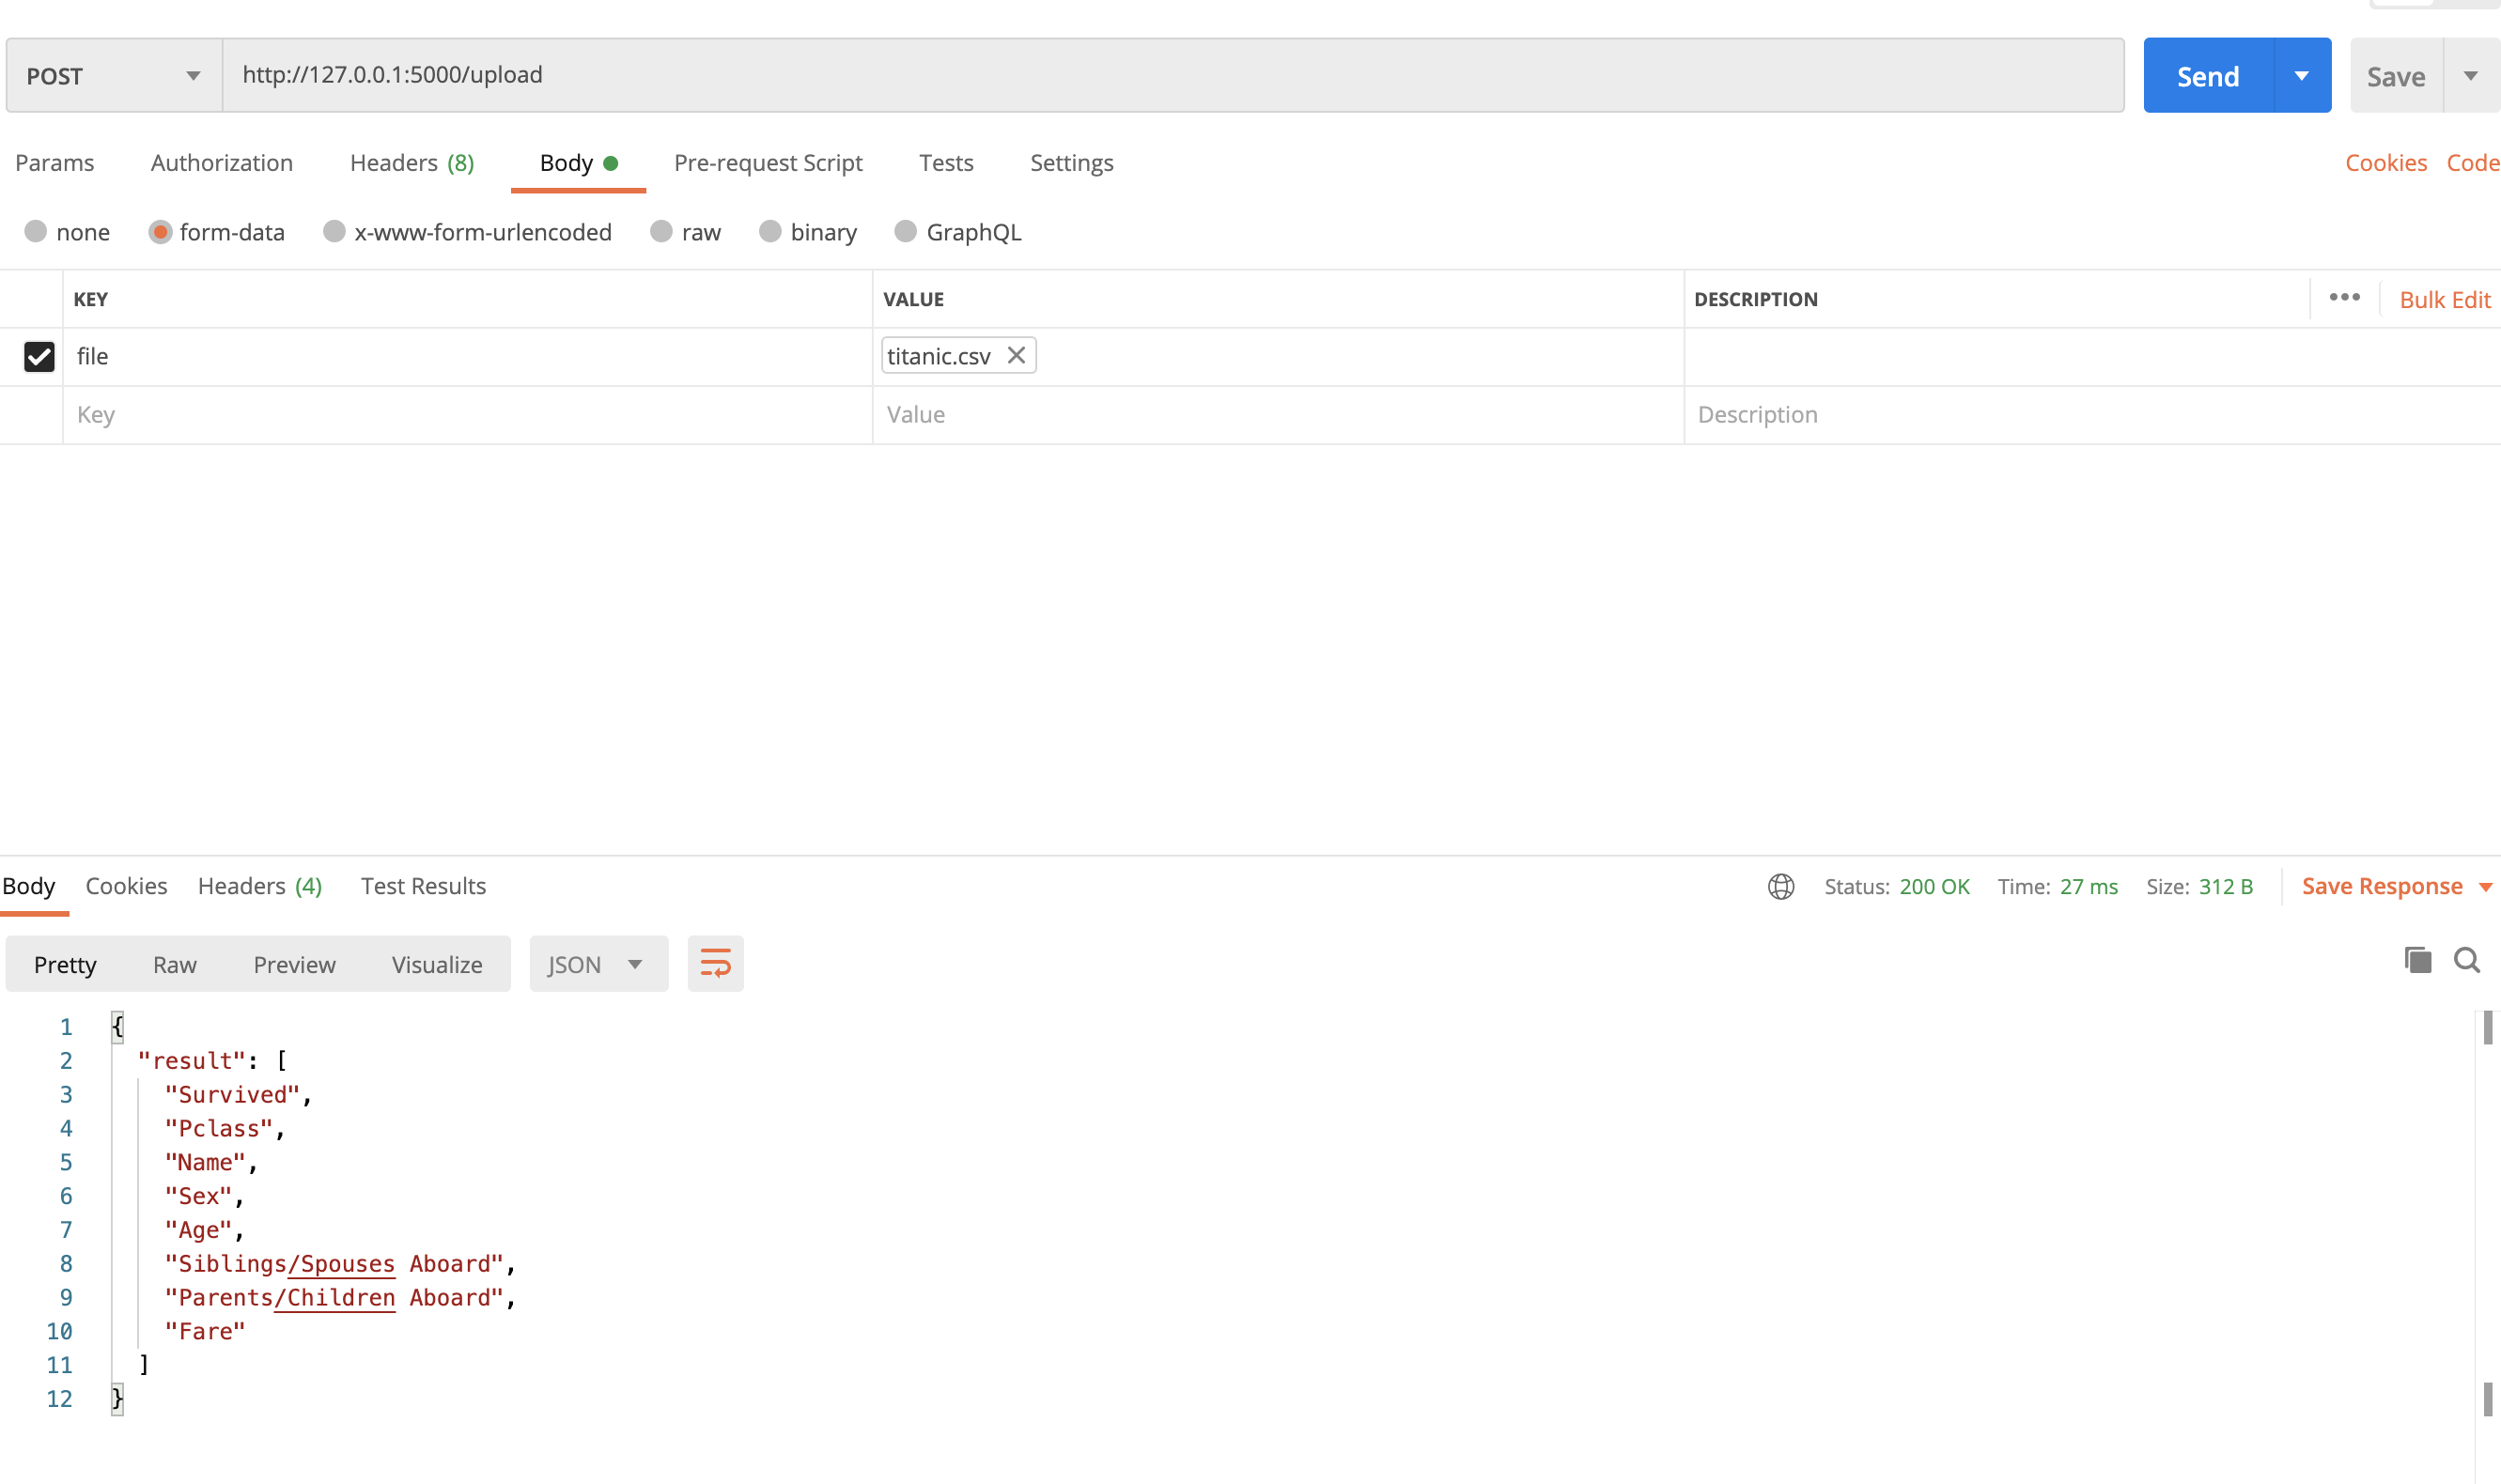 POST http://127.0.0.1:5000/upload Send Save
Params Authorization Headers (8) Body Pre-request Script Tests Settings Cookies Code
none form-data x-www-form-urlencoded raw binary GraphQL
KEY VALUE DESCRIPTION ••• Bulk Edit
file titanic.csv
Key Value Description
Body Cookies Headers (4) Test Results Status: 200 OK Time: 27 ms Size: 312 B Save Response
Pretty Raw Preview Visualize JSON
1 {
2 "result": [
3 "Survived",
4 "Pclass",
5 "Name",
6 "Sex",
7 "Age",
8 "Siblings/Spouses Aboard",
9 "Parents/Children Aboard",
10 "Fare"
11 ]
12 }